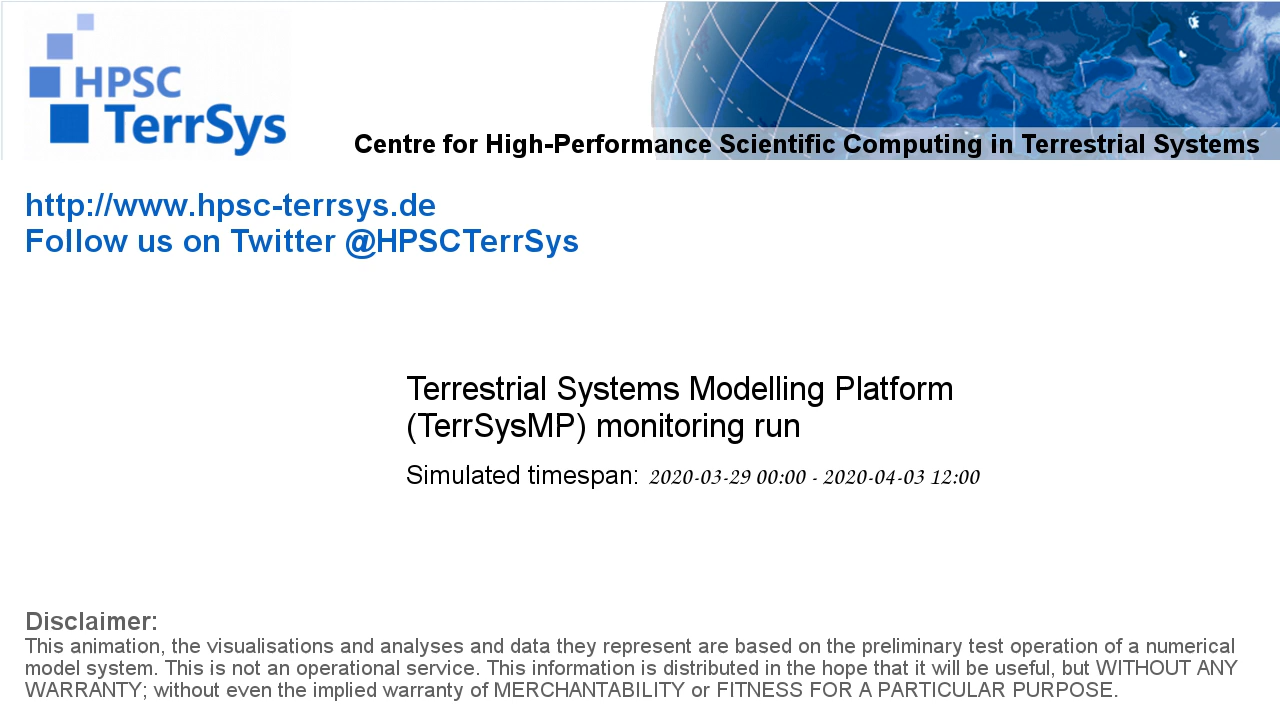 HPSC
TerrSys
Centre for High-Performance Scientific Computing in Terrestrial Systems
http://www.hpsc-terrsys.de
Follow us on Twitter @HPSCTerrSys
Terrestrial Systems Modelling Platform
(TerrSysMP) monitoring run
Simulated timespan: 2020-03-29 00:00 - 2020-04-03 12:00
Disclaimer:
This animation, the visualisations and analyses and data they represent are based on the preliminary test operation of a numerical
model system. This is not an operational service. This information is distributed in the hope that it will be useful, but WITHOUT ANY
WARRANTY; without even the implied warranty of MERCHANTABILITY or FITNESS FOR A PARTICULAR PURPOSE.